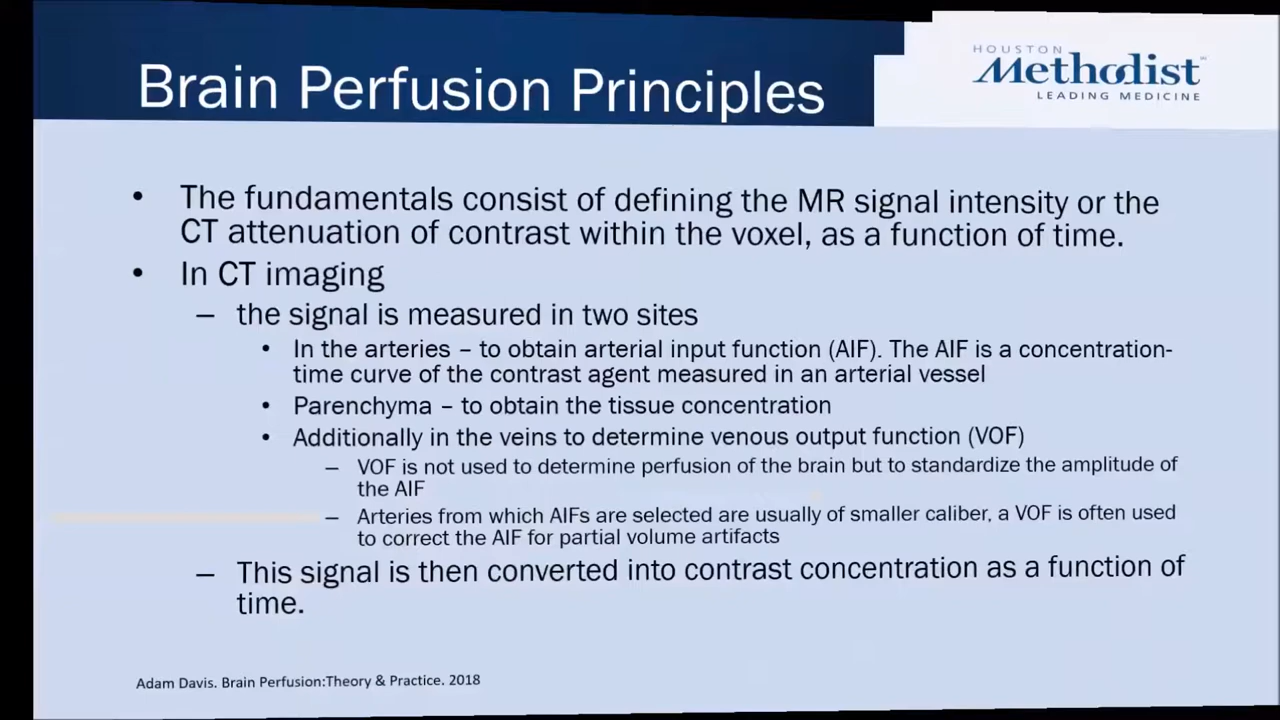 Brain Perfusion Principles
HOUSTON
Methodist
LEADING MEDICINE
• The fundamentals consist of defining the MR signal intensity or the
CT attenuation of contrast within the voxel, as a function of time.
• In CT imaging
– the signal is measured in two sites
• In the arteries – to obtain arterial input function (AIF). The AIF is a concentration-
time curve of the contrast agent measured in an arterial vessel
• Parenchyma – to obtain the tissue concentration
• Additionally in the veins to determine venous output function (VOF)
– VOF is not used to determine perfusion of the brain but to standardize the amplitude of
the AIF
– Arteries from which AIFs are selected are usually of smaller caliber, a VOF is often used
to correct the AIF for partial volume artifacts
– This signal is then converted into contrast concentration as a function of
time.
Adam Davis. Brain Perfusion:Theory & Practice. 2018